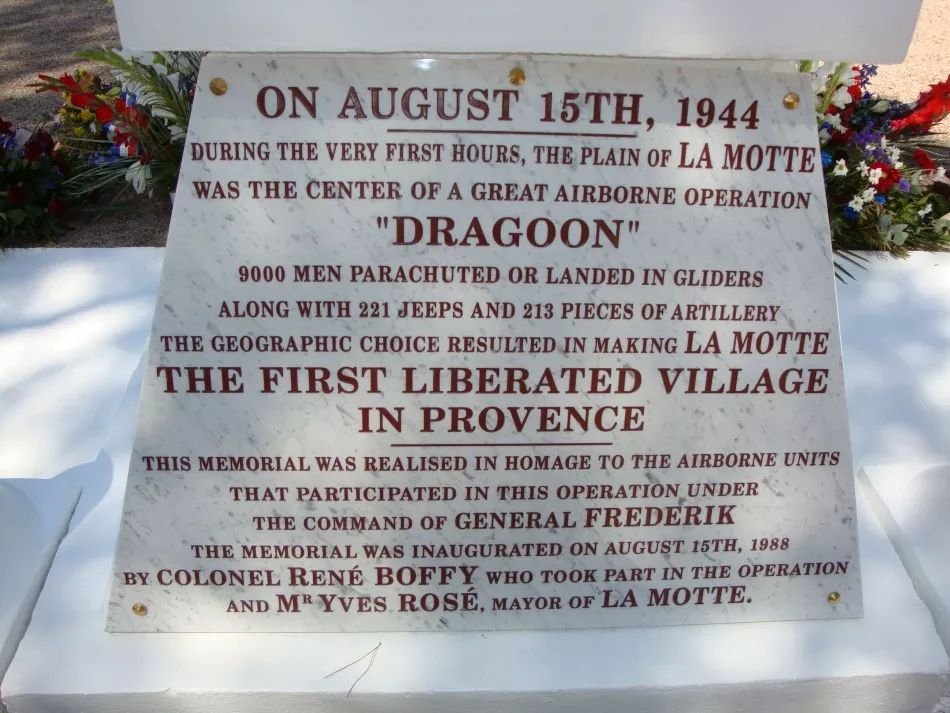 ON AUGUST 15TH, 1944
DURING THE VERY FIRST HOURS, THE PLAIN OF LA MOTTE
WAS THE CENTER OF A GREAT AIRBORNE OPERATION
"DRAGOON"
9000 MEN PARACHUTED OR LANDED IN GLIDERS
ALONG WITH 221 JEEPS AND 213 PIECES OF ARTILLERY
THE GEOGRAPHIC CHOICE RESULTED IN MAKING LA MOTTE
THE FIRST LIBERATED VILLAGE
IN PROVENCE
THIS MEMORIAL WAS REALISED IN HOMAGE TO THE AIRBORNE UNITS
THAT PARTICIPATED IN THIS OPERATION UNDER
THE COMMAND OF GENERAL FREDERIK
THE MEMORIAL WAS INAUGURATED ON AUGUST 15TH, 1988
BY COLONEL RENÉ BOFFY WHO TOOK PART IN THE OPERATION
AND MR YVES ROSÉ, MAYOR OF LA MOTTE.